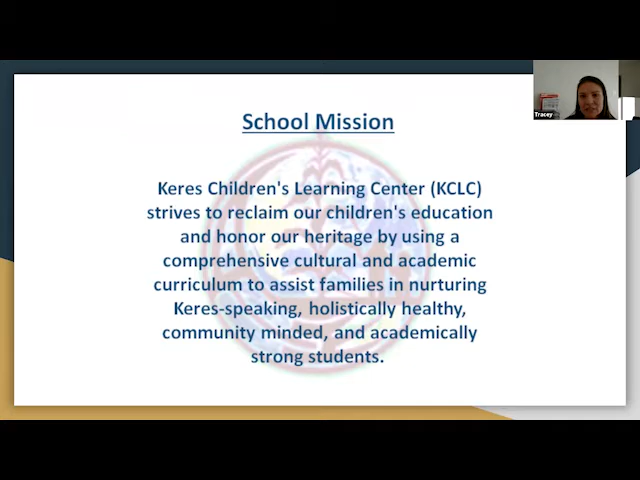 School Mission
Keres Children's Learning Center (KCLC)
strives to reclaim our children's education
and honor our heritage by using a
comprehensive cultural and academic
curriculum to assist families in nurturing
Keres-speaking, holistically healthy,
community minded, and academically
strong students.
Tracey